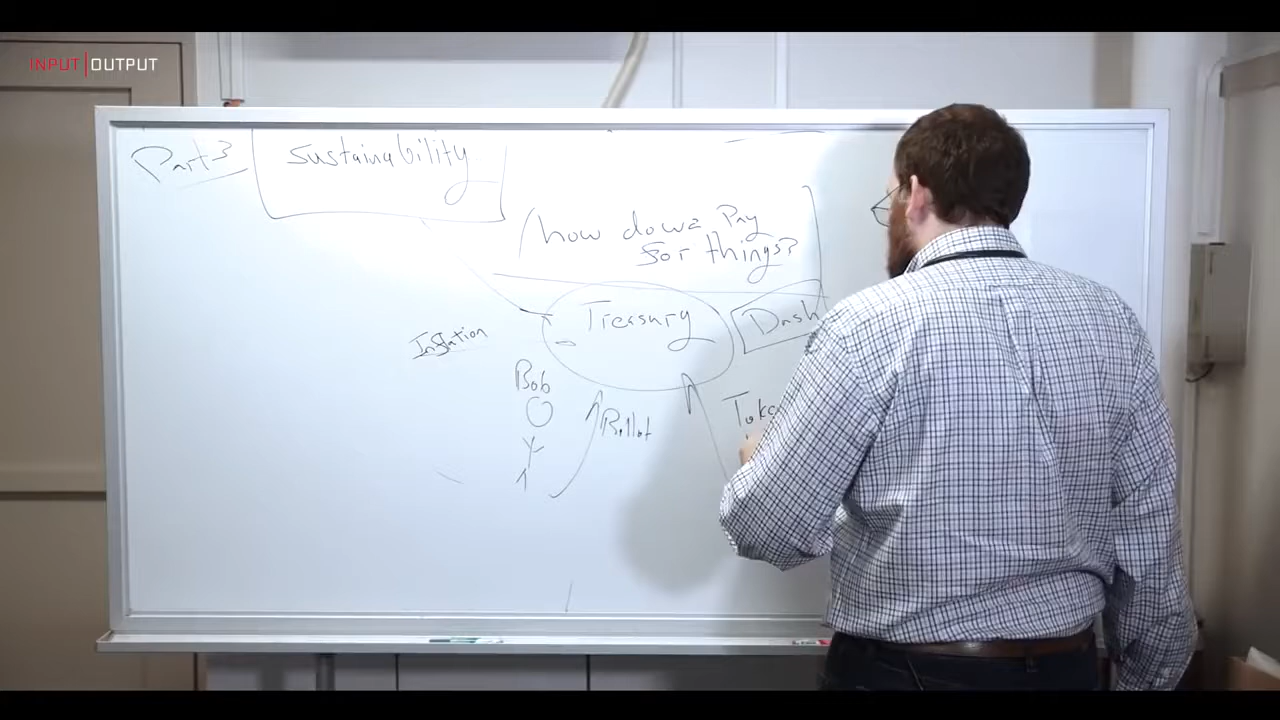 INPUT|OUTPUT
Part 3
Sustainability
how do we Pay
for things?
Treasury
Dash
Inflation
Bob
Ballot
Toke